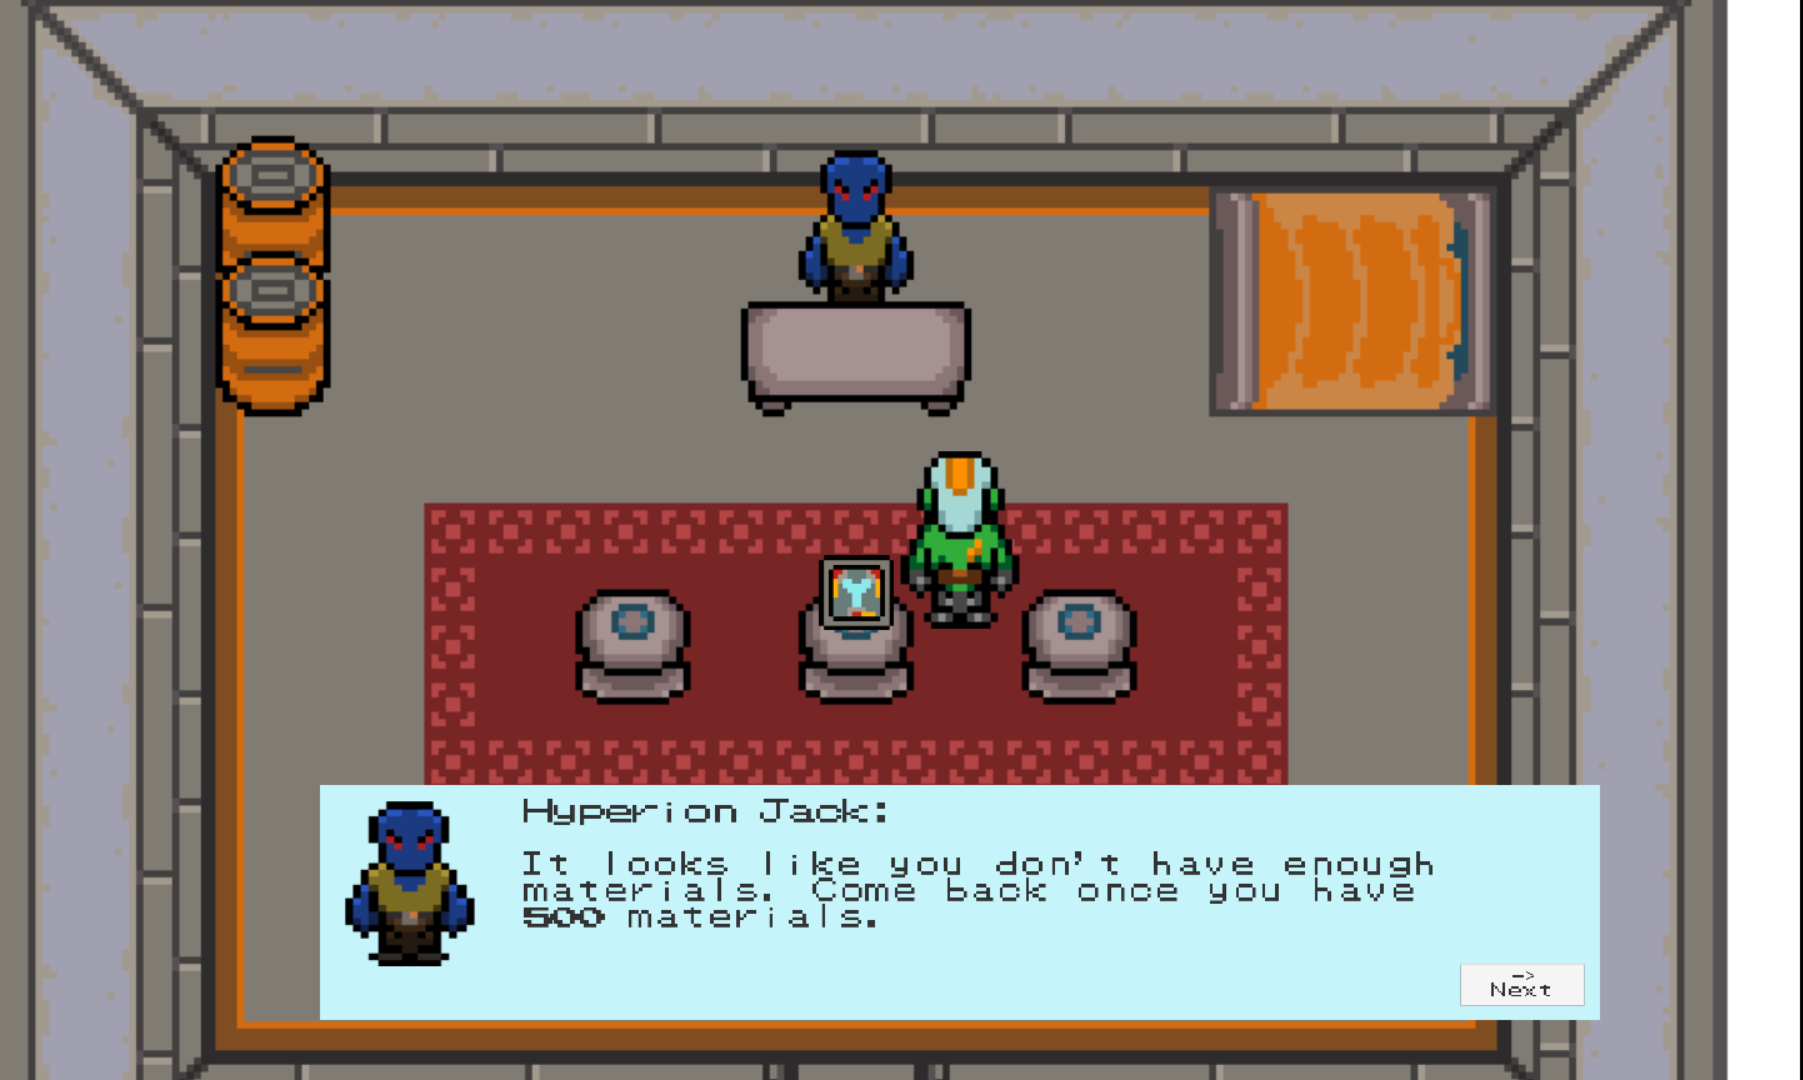 Hyperion Jack:
It looks like you don't have enough
materials. Come back once you have
500 materials.
->
Next